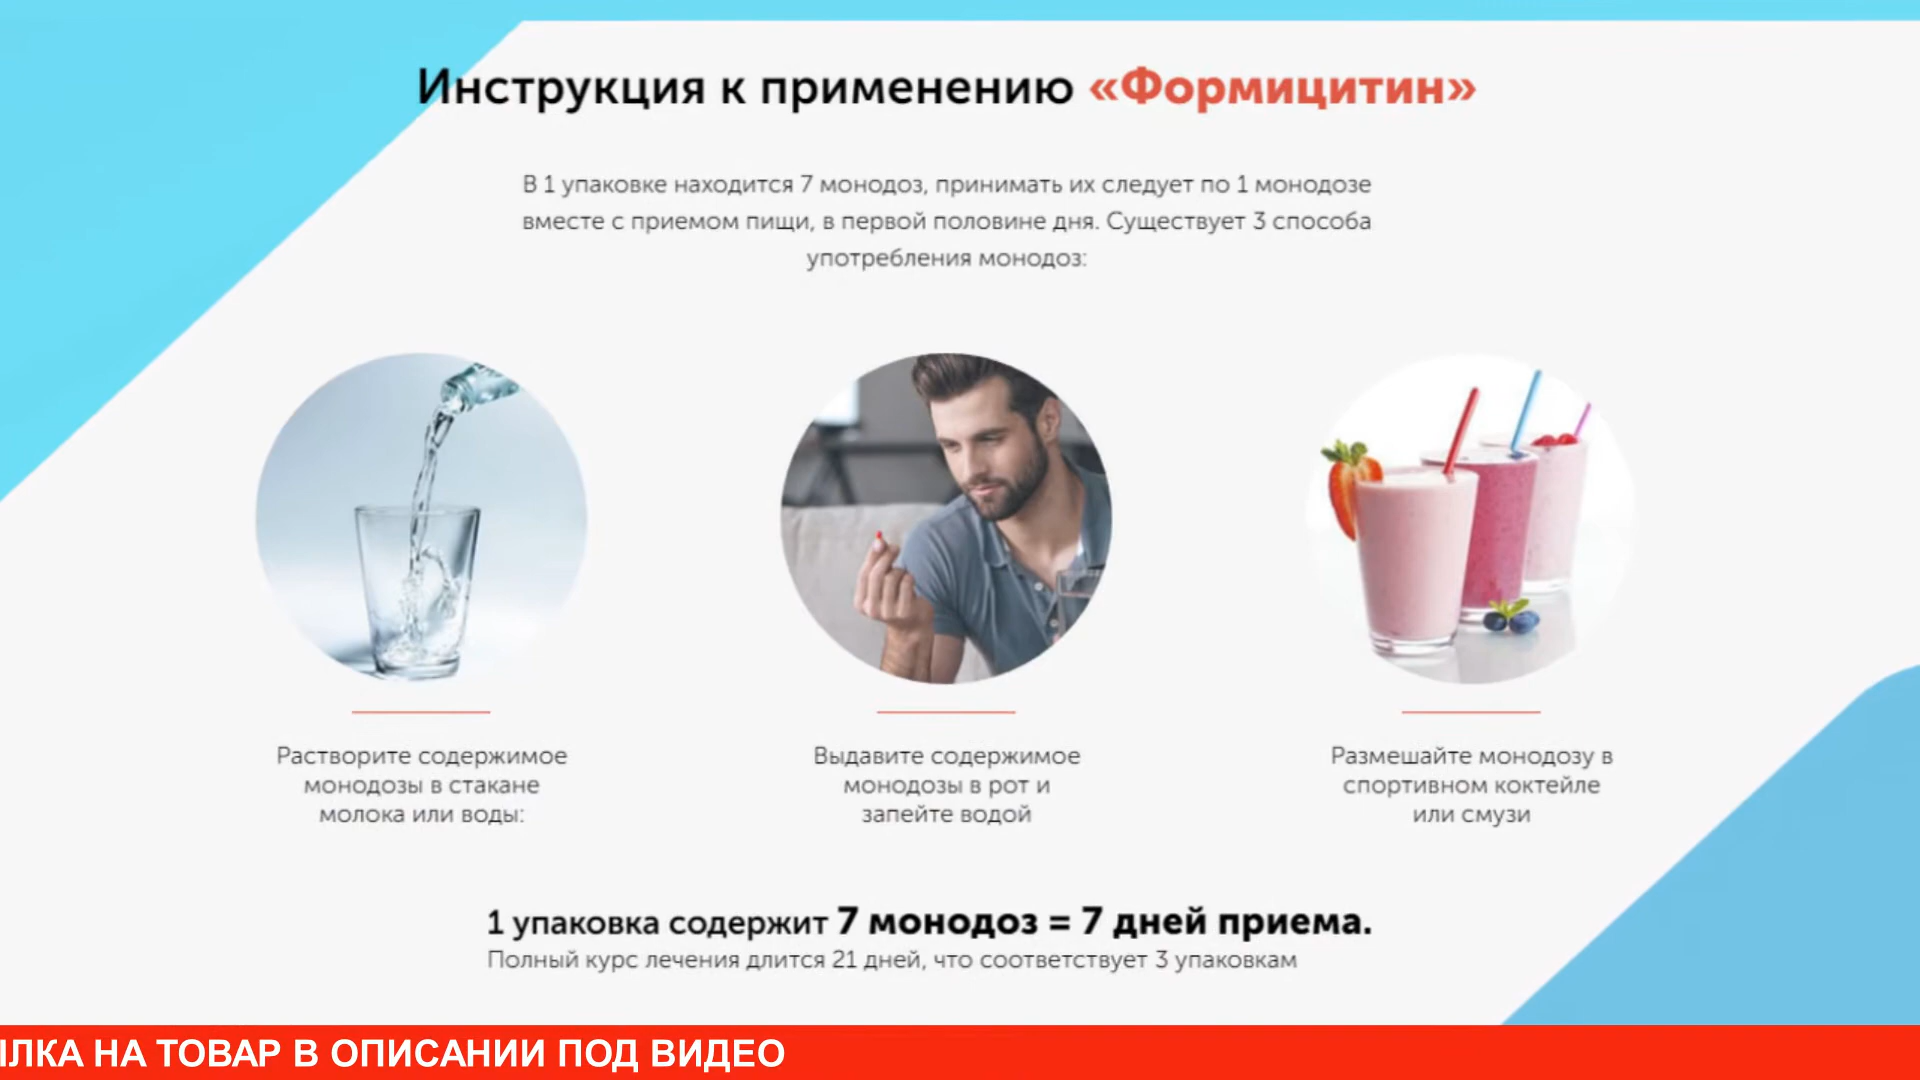 Инструкция к применению «Формицитин»
В 1 упаковке находится 7 монодоз, принимать их следует по 1 монодозе
вместе с приемом пищи, в первой половине дня. Существует 3 способа
употребления монодоз:
Растворите содержимое
монодозы в стакане
молока или воды:
Выдавите содержимое
монодозы в рот и
запейте водой
Размешайте монодозу в
спортивном коктейле
или смузи
1 упаковка содержит 7 монодоз = 7 дней приема.
Полный курс лечения длится 21 дней, что соответствует 3 упаковкам
НА ТОВАР В ОПИСАНИИ ПОД ВИДЕО